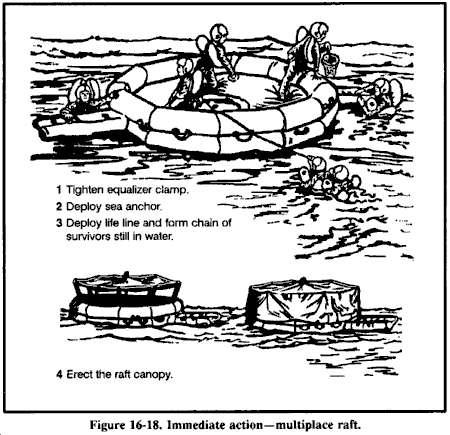 1 Tighten equalizer clamp.
2 Deploy sea anchor.
3 Deploy life line and form chain of
survivors still in water.
4 Erect the raft canopy.
Figure 16-18. Immediate action—multiplace raft.